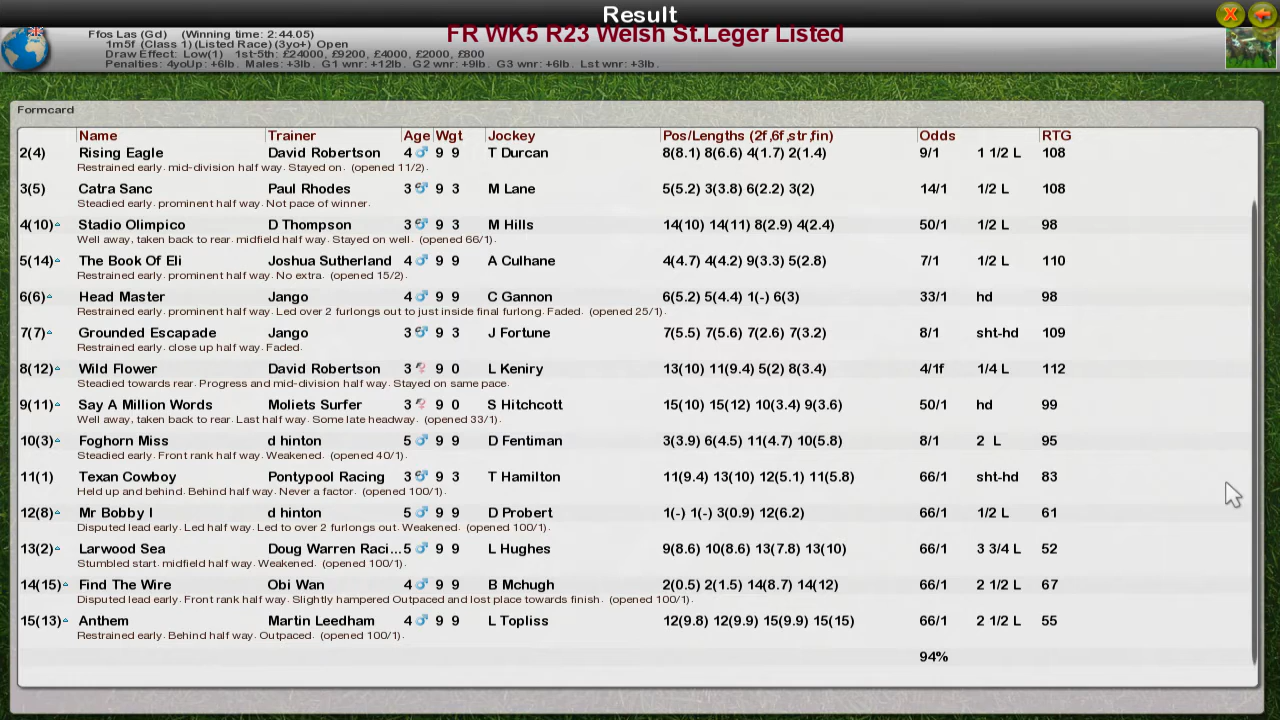 Result
FR WK5 R23 Welsh St.Leger Listed
Ffos Las (Gd) (Winning time: 2:44.05)
1m5f (Class 1) (Listed Race) (3yo+) Open
Draw Effect: Low(1) 1st-5th: £24000, £9200, £4000, £2000, £800
Penalties: 4yoUp: +6lb. Males: +3lb. G1 wnr: +12lb. G2 wnr: +9lb. G3 wnr: +6lb. Lst wnr: +3lb.
Formcard
Name Trainer Age Wgt Jockey Pos/Lengths (2f,6f,str,fin) Odds RTG
2(4) Rising Eagle David Robertson 4 9 9 T Durcan 8(8.1) 8(6.6) 4(1.7) 2(1.4) 9/1 1 1/2 L 108
Restrained early. mid-division half way. Stayed on. (opened 11/2).
3(5) Catra Sanc Paul Rhodes 3 9 3 M Lane 5(5.2) 3(3.8) 6(2.2) 3(2) 14/1 1/2 L 108
Steadied early. prominent half way. Not pace of winner.
4(10) Stadio Olimpico D Thompson 3 9 3 M Hills 14(10) 14(11) 8(2.9) 4(2.4) 50/1 1/2 L 98
Well away, taken back to rear. midfield half way. Stayed on well. (opened 66/1).
5(14) The Book Of Eli Joshua Sutherland 4 9 9 A Culhane 4(4.7) 4(4.2) 9(3.3) 5(2.8) 7/1 1/2 L 110
Restrained early. prominent half way. No extra. (opened 15/2).
6(6) Head Master Jango 4 9 9 C Gannon 6(5.2) 5(4.4) 1(-) 6(3) 33/1 hd 98
Restrained early. prominent half way. Led over 2 furlongs out to just inside final furlong. Faded. (opened 25/1).
7(7) Grounded Escapade Jango 3 9 3 J Fortune 7(5.5) 7(5.6) 7(2.6) 7(3.2) 8/1 sht-hd 109
Restrained early. close up half way. Faded.
8(12) Wild Flower David Robertson 3 9 0 L Keniry 13(10) 11(9.4) 5(2) 8(3.4) 4/1f 1/4 L 112
Steadied towards rear. Progress and mid-division half way. Stayed on same pace.
9(11) Say A Million Words Moliets Surfer 3 9 0 S Hitchcott 15(10) 15(12) 10(3.4) 9(3.6) 50/1 hd 99
Well away, taken back to rear. Last half way. Some late headway. (opened 33/1).
10(3) Foghorn Miss d hinton 5 9 9 D Fentiman 3(3.9) 6(4.5) 11(4.7) 10(5.8) 8/1 2 L 95
Steadied early. Front rank half way. Weakened. (opened 40/1).
11(1) Texan Cowboy Pontypool Racing 3 9 3 T Hamilton 11(9.4) 13(10) 12(5.1) 11(5.8) 66/1 sht-hd 83
Held up and behind. Behind half way. Never a factor. (opened 100/1).
12(8) Mr Bobby I d hinton 5 9 9 D Probert 1(-) 1(-) 3(0.9) 12(6.2) 66/1 1/2 L 61
Disputed lead early. Led half way. Led to over 2 furlongs out. Weakened. (opened 100/1).
13(2) Larwood Sea Doug Warren Raci... 5 9 9 L Hughes 9(8.6) 10(8.6) 13(7.8) 13(10) 66/1 3 3/4 L 52
Stumbled start. midfield half way. Weakened. (opened 100/1).
14(15) Find The Wire Obi Wan 4 9 9 B Mchugh 2(0.5) 2(1.5) 14(8.7) 14(12) 66/1 2 1/2 L 67
Disputed lead early. Front rank half way. Slightly hampered Outpaced and lost place towards finish. (opened 100/1).
15(13) Anthem Martin Leedham 4 9 9 L Topliss 12(9.8) 12(9.9) 15(9.9) 15(15) 66/1 2 1/2 L 55
Restrained early. Behind half way. Outpaced. (opened 100/1).
94%